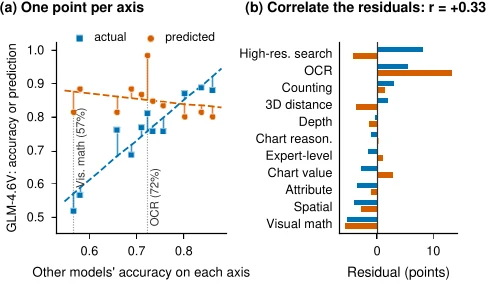 (a) One point per axis
actual
predicted
GLM-4.6V: accuracy or prediction
1.0
0.9
0.8
0.7
0.6
0.5
Vis. math (57%)
OCR (72%)
0.6
0.7
0.8
Other models' accuracy on each axis
(b) Correlate the residuals: r = +0.33
High-res. search
OCR
Counting
3D distance
Depth
Chart reason.
Expert-level
Chart value
Attribute
Spatial
Visual math
0
10
Residual (points)